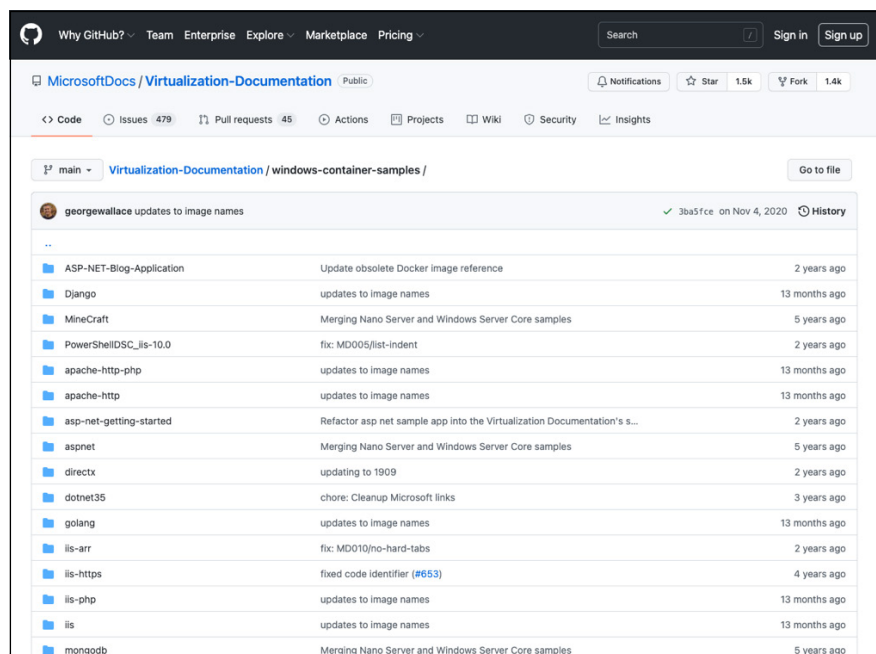 Why GitHub? Team Enterprise Explore Marketplace Pricing Search / Sign in Sign up
MicrosoftDocs / Virtualization-Documentation Public Notifications Star 1.5k Fork 1.4k
Code Issues 479 Pull requests 45 Actions Projects Wiki Security Insights
main Virtualization-Documentation / windows-container-samples / Go to file
georgewallace updates to image names 3ba5fce on Nov 4, 2020 History
..
ASP-NET-Blog-Application Update obsolete Docker image reference 2 years ago
Django updates to image names 13 months ago
MineCraft Merging Nano Server and Windows Server Core samples 5 years ago
PowerShellDSC_iis-10.0 fix: MD005/list-indent 2 years ago
apache-http-php updates to image names 13 months ago
apache-http updates to image names 13 months ago
asp-net-getting-started Refactor asp net sample app into the Virtualization Documentation's s... 2 years ago
aspnet Merging Nano Server and Windows Server Core samples 5 years ago
directx updating to 1909 2 years ago
dotnet35 chore: Cleanup Microsoft links 3 years ago
golang updates to image names 13 months ago
iis-arr fix: MD010/no-hard-tabs 2 years ago
iis-https fixed code identifier (#653) 4 years ago
iis-php updates to image names 13 months ago
iis updates to image names 13 months ago
mongodb Merging Nano Server and Windows Server Core samples 5 years ago